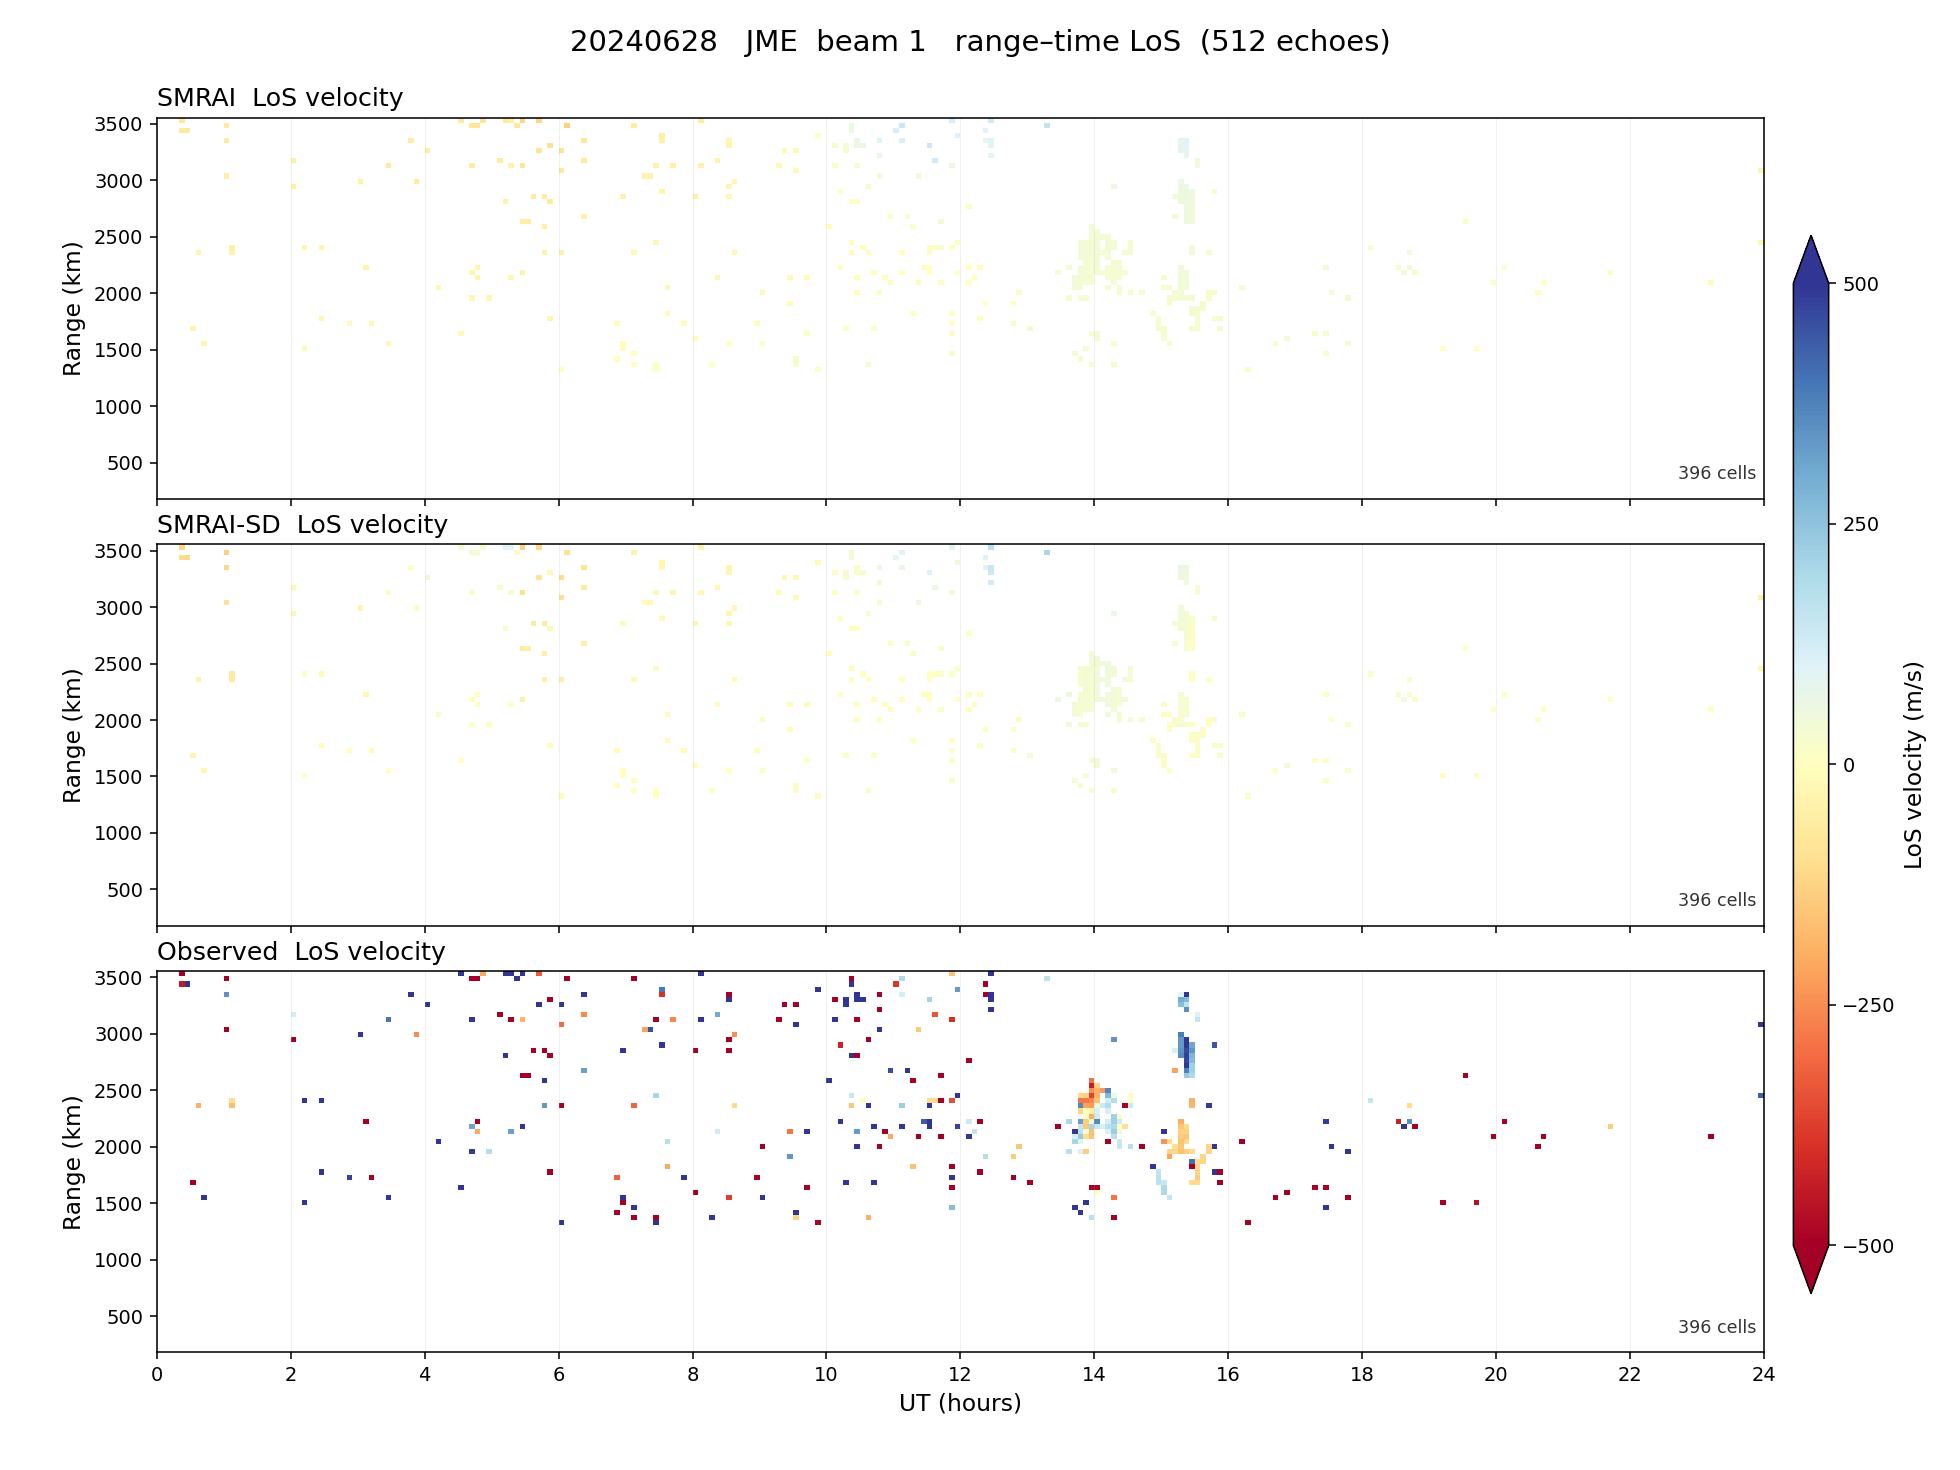 20240628   JME  beam 1   range–time LoS  (512 echoes)
SMRAI  LoS velocity
3500
3000
2500
2000
1500
1000
500
Range (km)
396 cells
SMRAI-SD  LoS velocity
3500
3000
2500
2000
1500
1000
500
Range (km)
396 cells
Observed  LoS velocity
3500
3000
2500
2000
1500
1000
500
Range (km)
396 cells
0 2 4 6 8 10 12 14 16 18 20 22 24
UT (hours)
500
250
0
−250
−500
LoS velocity (m/s)